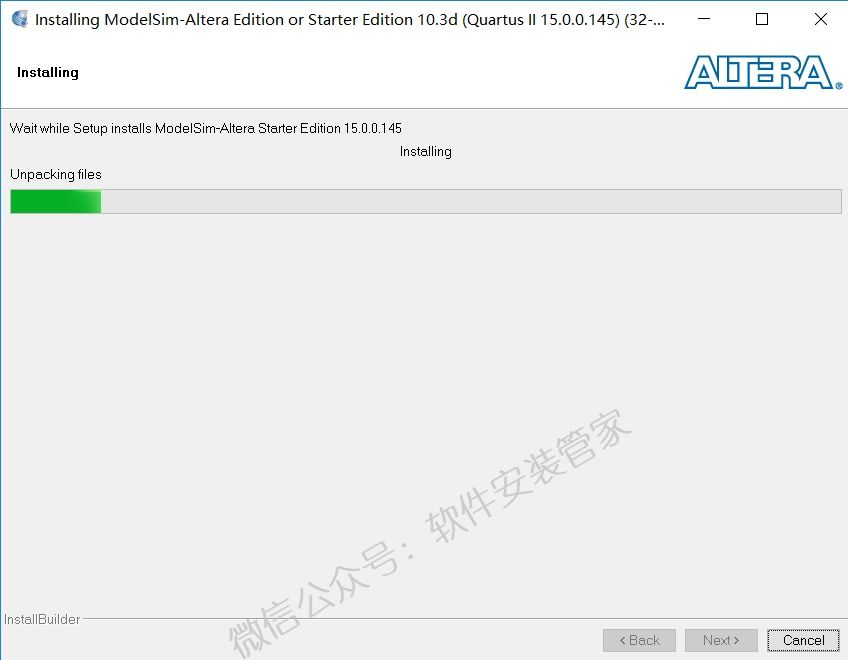 Installing ModelSim-Altera Edition or Starter Edition 10.3d (Quartus II 15.0.0.145) (32-...
Installing
ALTERA®
Wait while Setup installs ModelSim-Altera Starter Edition 15.0.0.145
Installing
Unpacking files
微信公众号：软件安装管家
InstallBuilder
< Back
Next >
Cancel